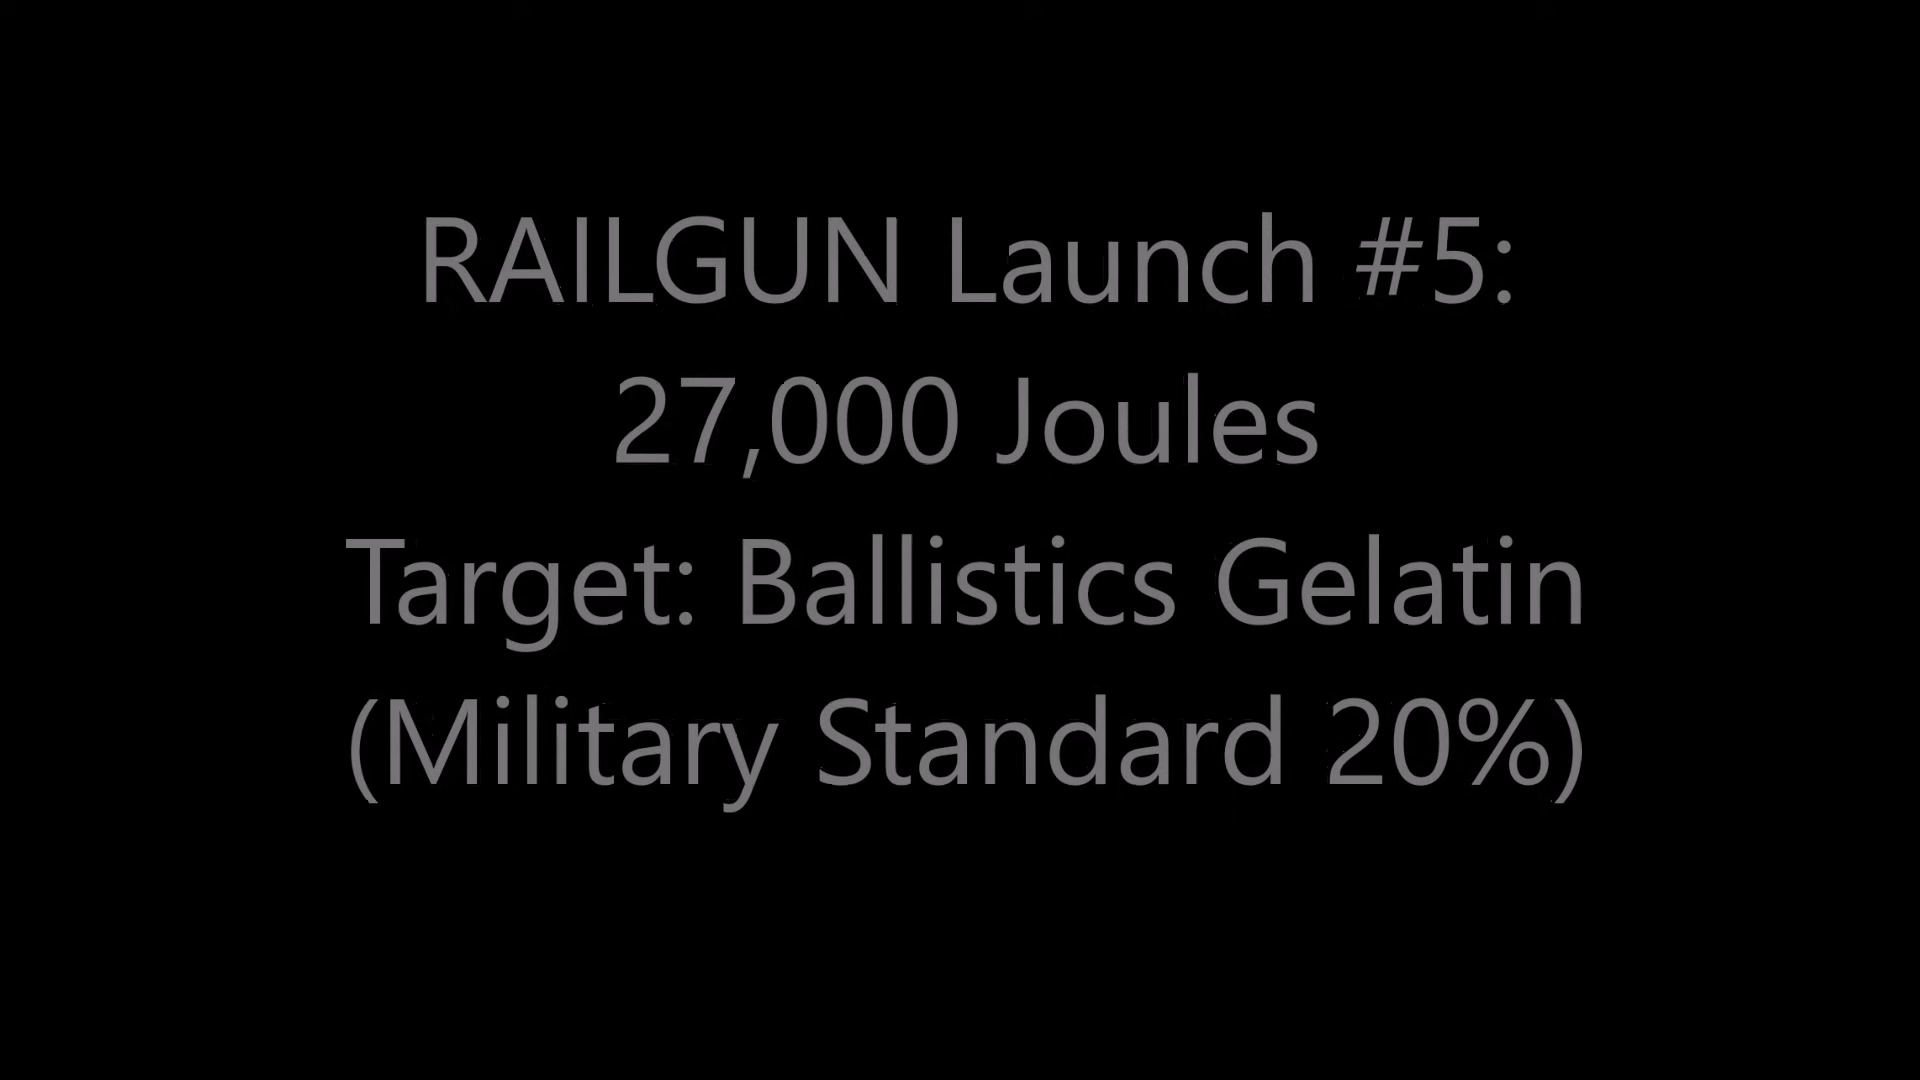 RAILGUN Launch #5:
27,000 Joules
Target: Ballistics Gelatin
(Military Standard 20%)